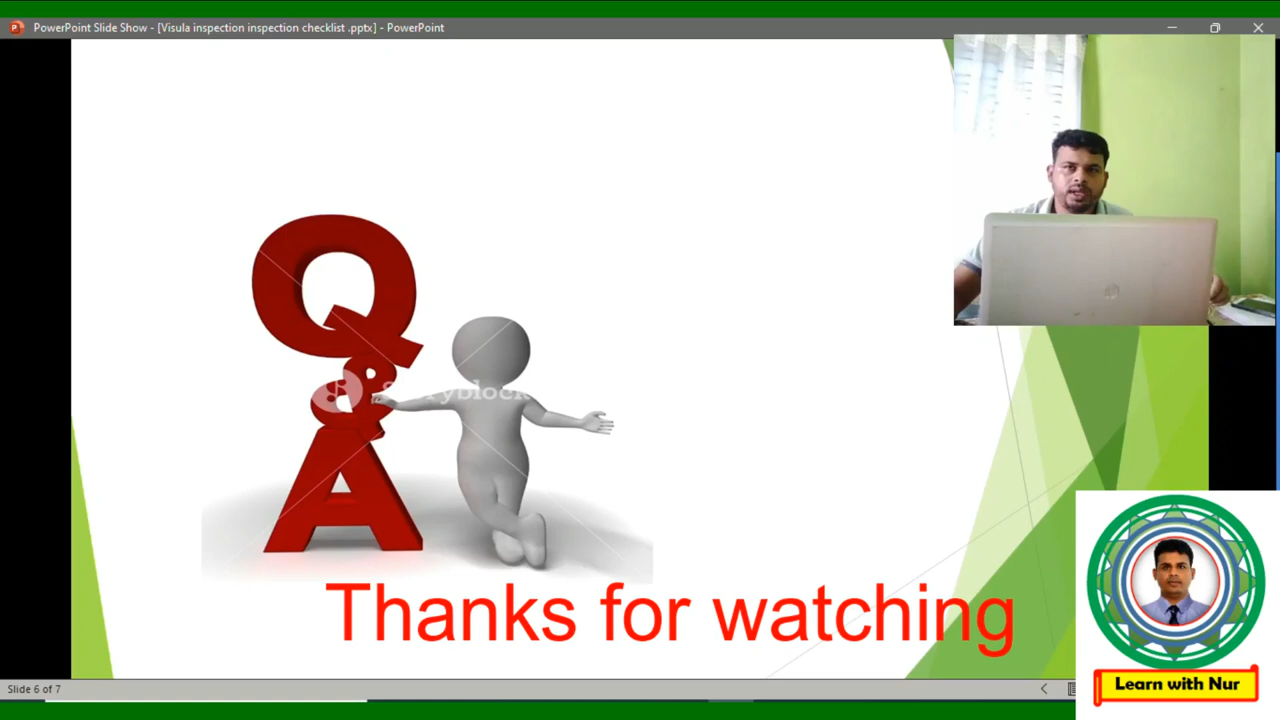 PowerPoint Slide Show - [Visula inspection inspection checklist .pptx] - PowerPoint
Q
&
A
Storyblock
Thanks for watching
Slide 6 of 7
Learn with Nur